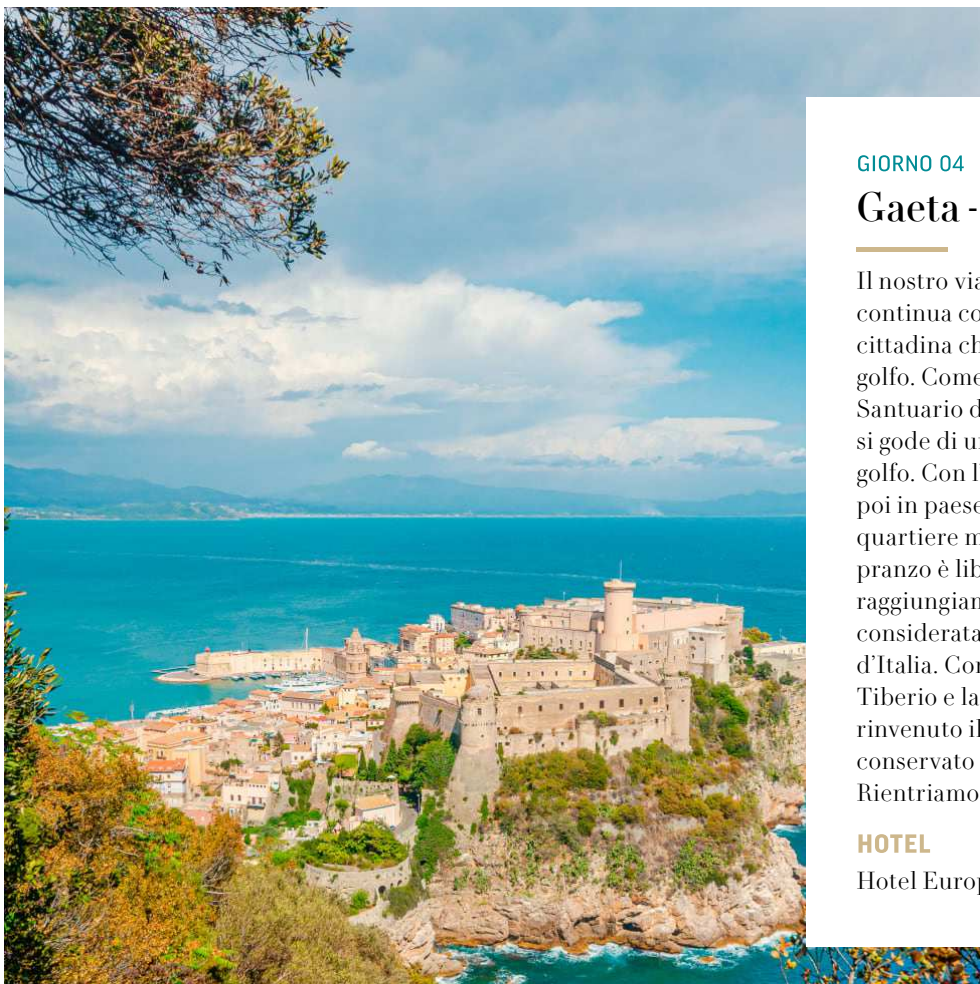 GIORNO 04
Gaeta -
Il nostro via
continua co
cittadina ch
golfo. Come
Santuario d
si gode di u
golfo. Con l
poi in paese
quartiere m
pranzo è lib
raggiungian
considerata
d’Italia. Con
Tiberio e la
rinvenuto il
conservato
Rientriamo
HOTEL
Hotel Europ